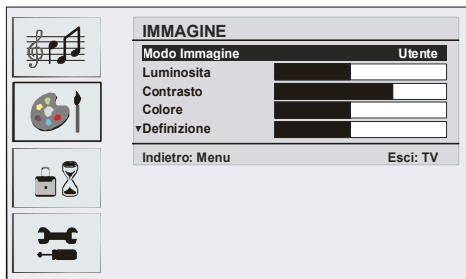 IMMAGINE
Modo Immagine Utente
Luminosita
Contrasto
Colore
▾Definizione
Indietro: Menu Esci: TV